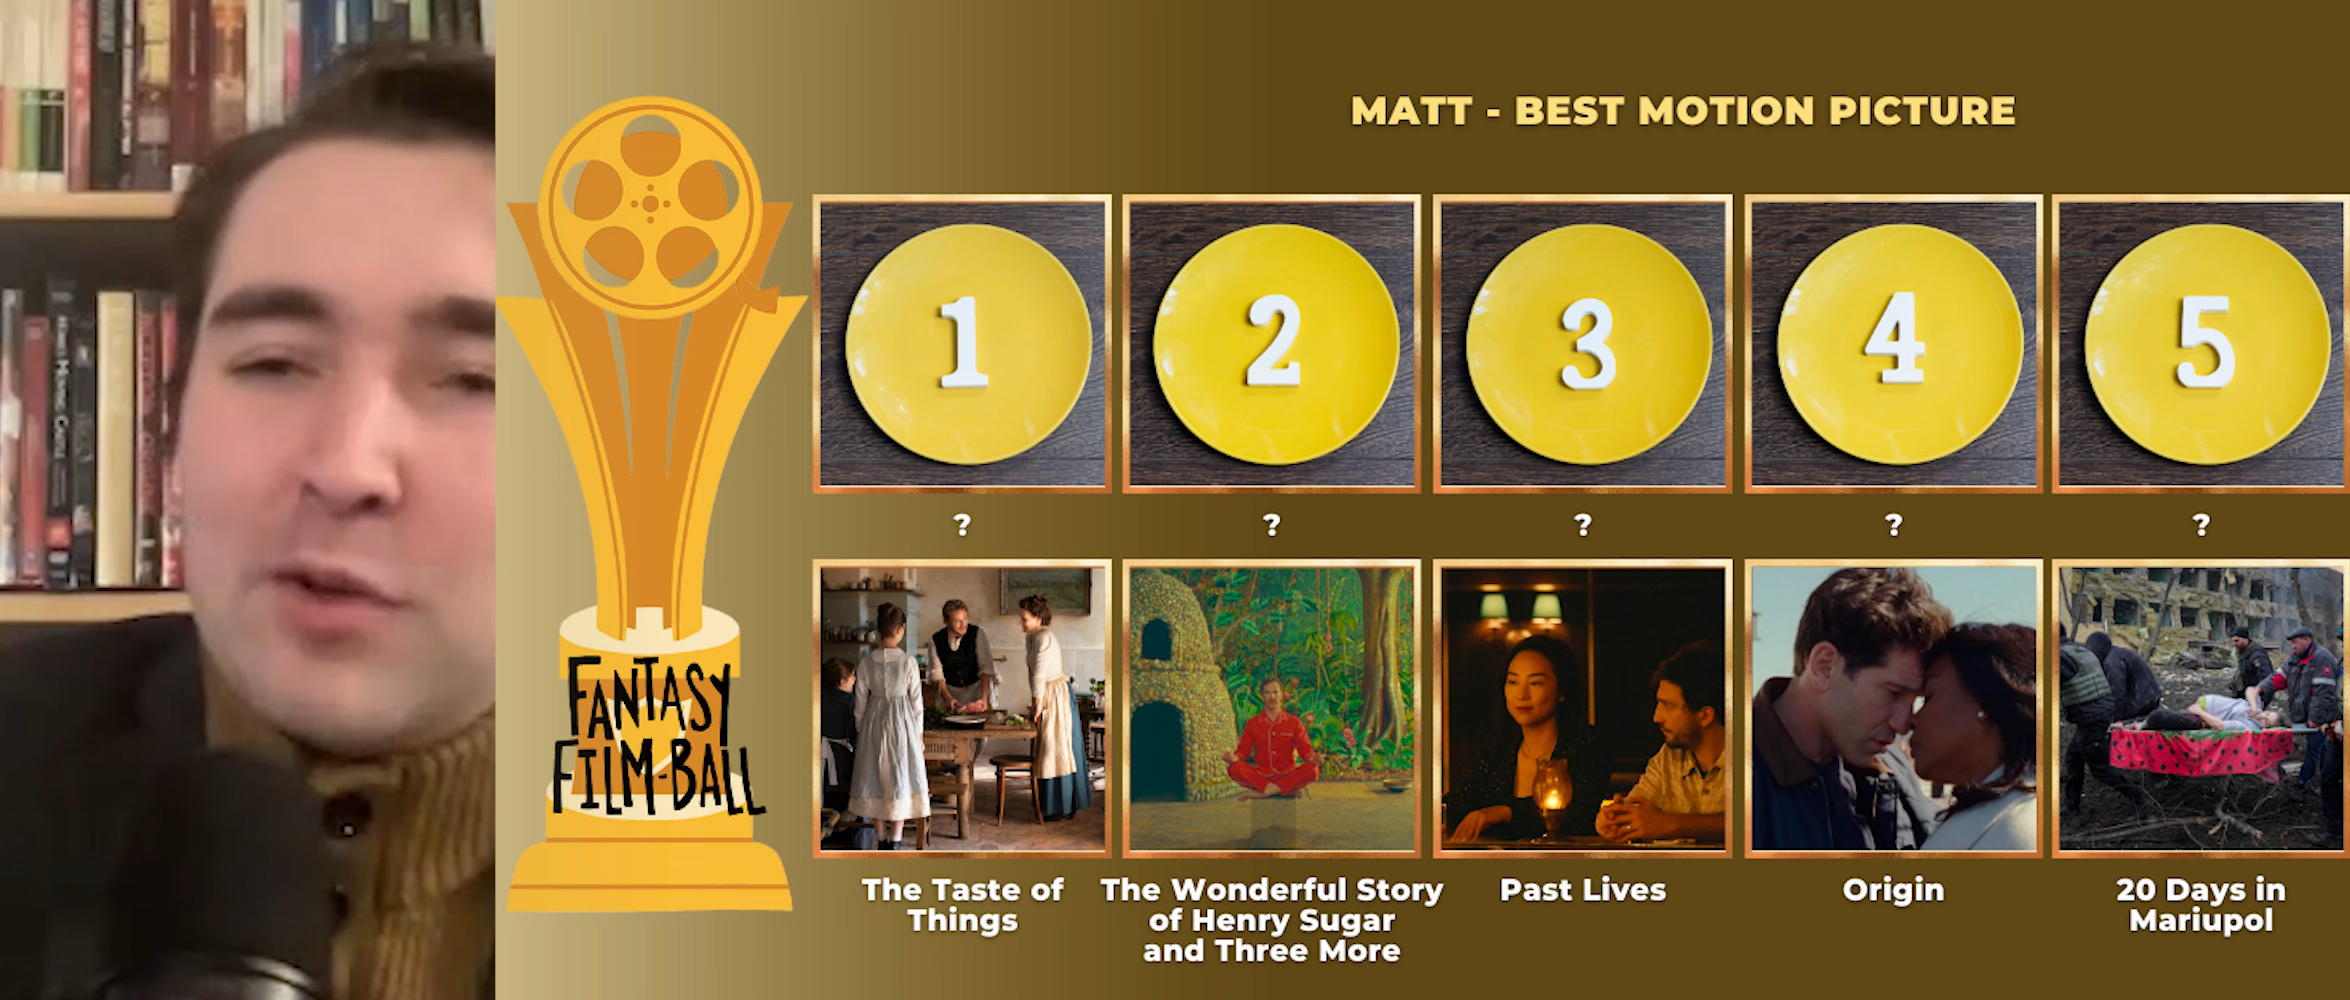 MATT - BEST MOTION PICTURE
1
2
3
4
5
?
?
?
?
?
FANTASY
FILM-BALL
The Taste of
Things
The Wonderful Story
of Henry Sugar
and Three More
Past Lives
Origin
20 Days in
Mariupol